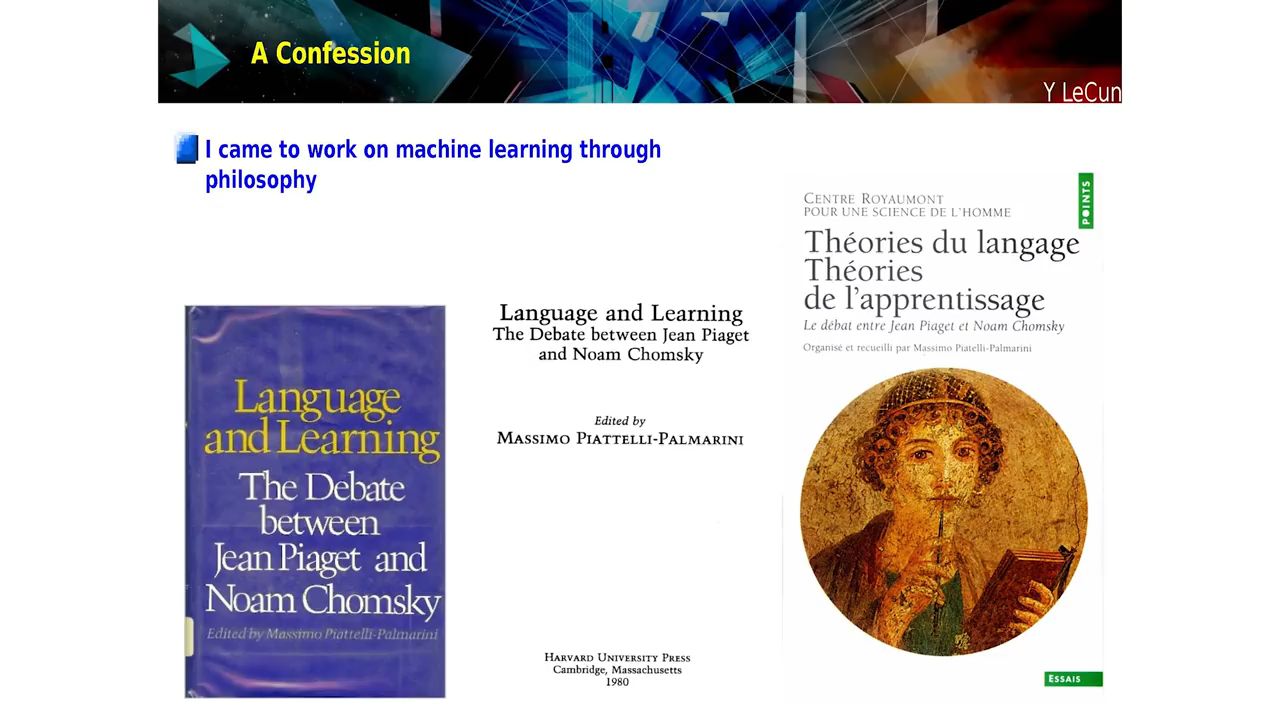 A Confession
Y LeCun
I came to work on machine learning through
philosophy
Language
and Learning
The Debate
between
Jean Piaget and
Noam Chomsky
Edited by Massimo Piattelli-Palmarini
Language and Learning
The Debate between Jean Piaget
and Noam Chomsky
Edited by
Massimo Piattelli-Palmarini
Harvard University Press
Cambridge, Massachusetts
1980
POINTS
Centre Royaumont
pour une science de l'homme
Théories du langage
Théories
de l'apprentissage
Le débat entre Jean Piaget et Noam Chomsky
Organisé et recueilli par Massimo Piatelli-Palmarini
Essais